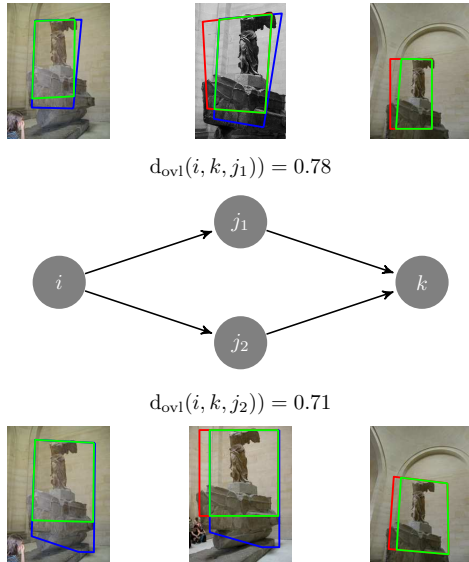 d_ovl(i, k, j_1)) = 0.78
j_1
i
k
j_2
d_ovl(i, k, j_2)) = 0.71